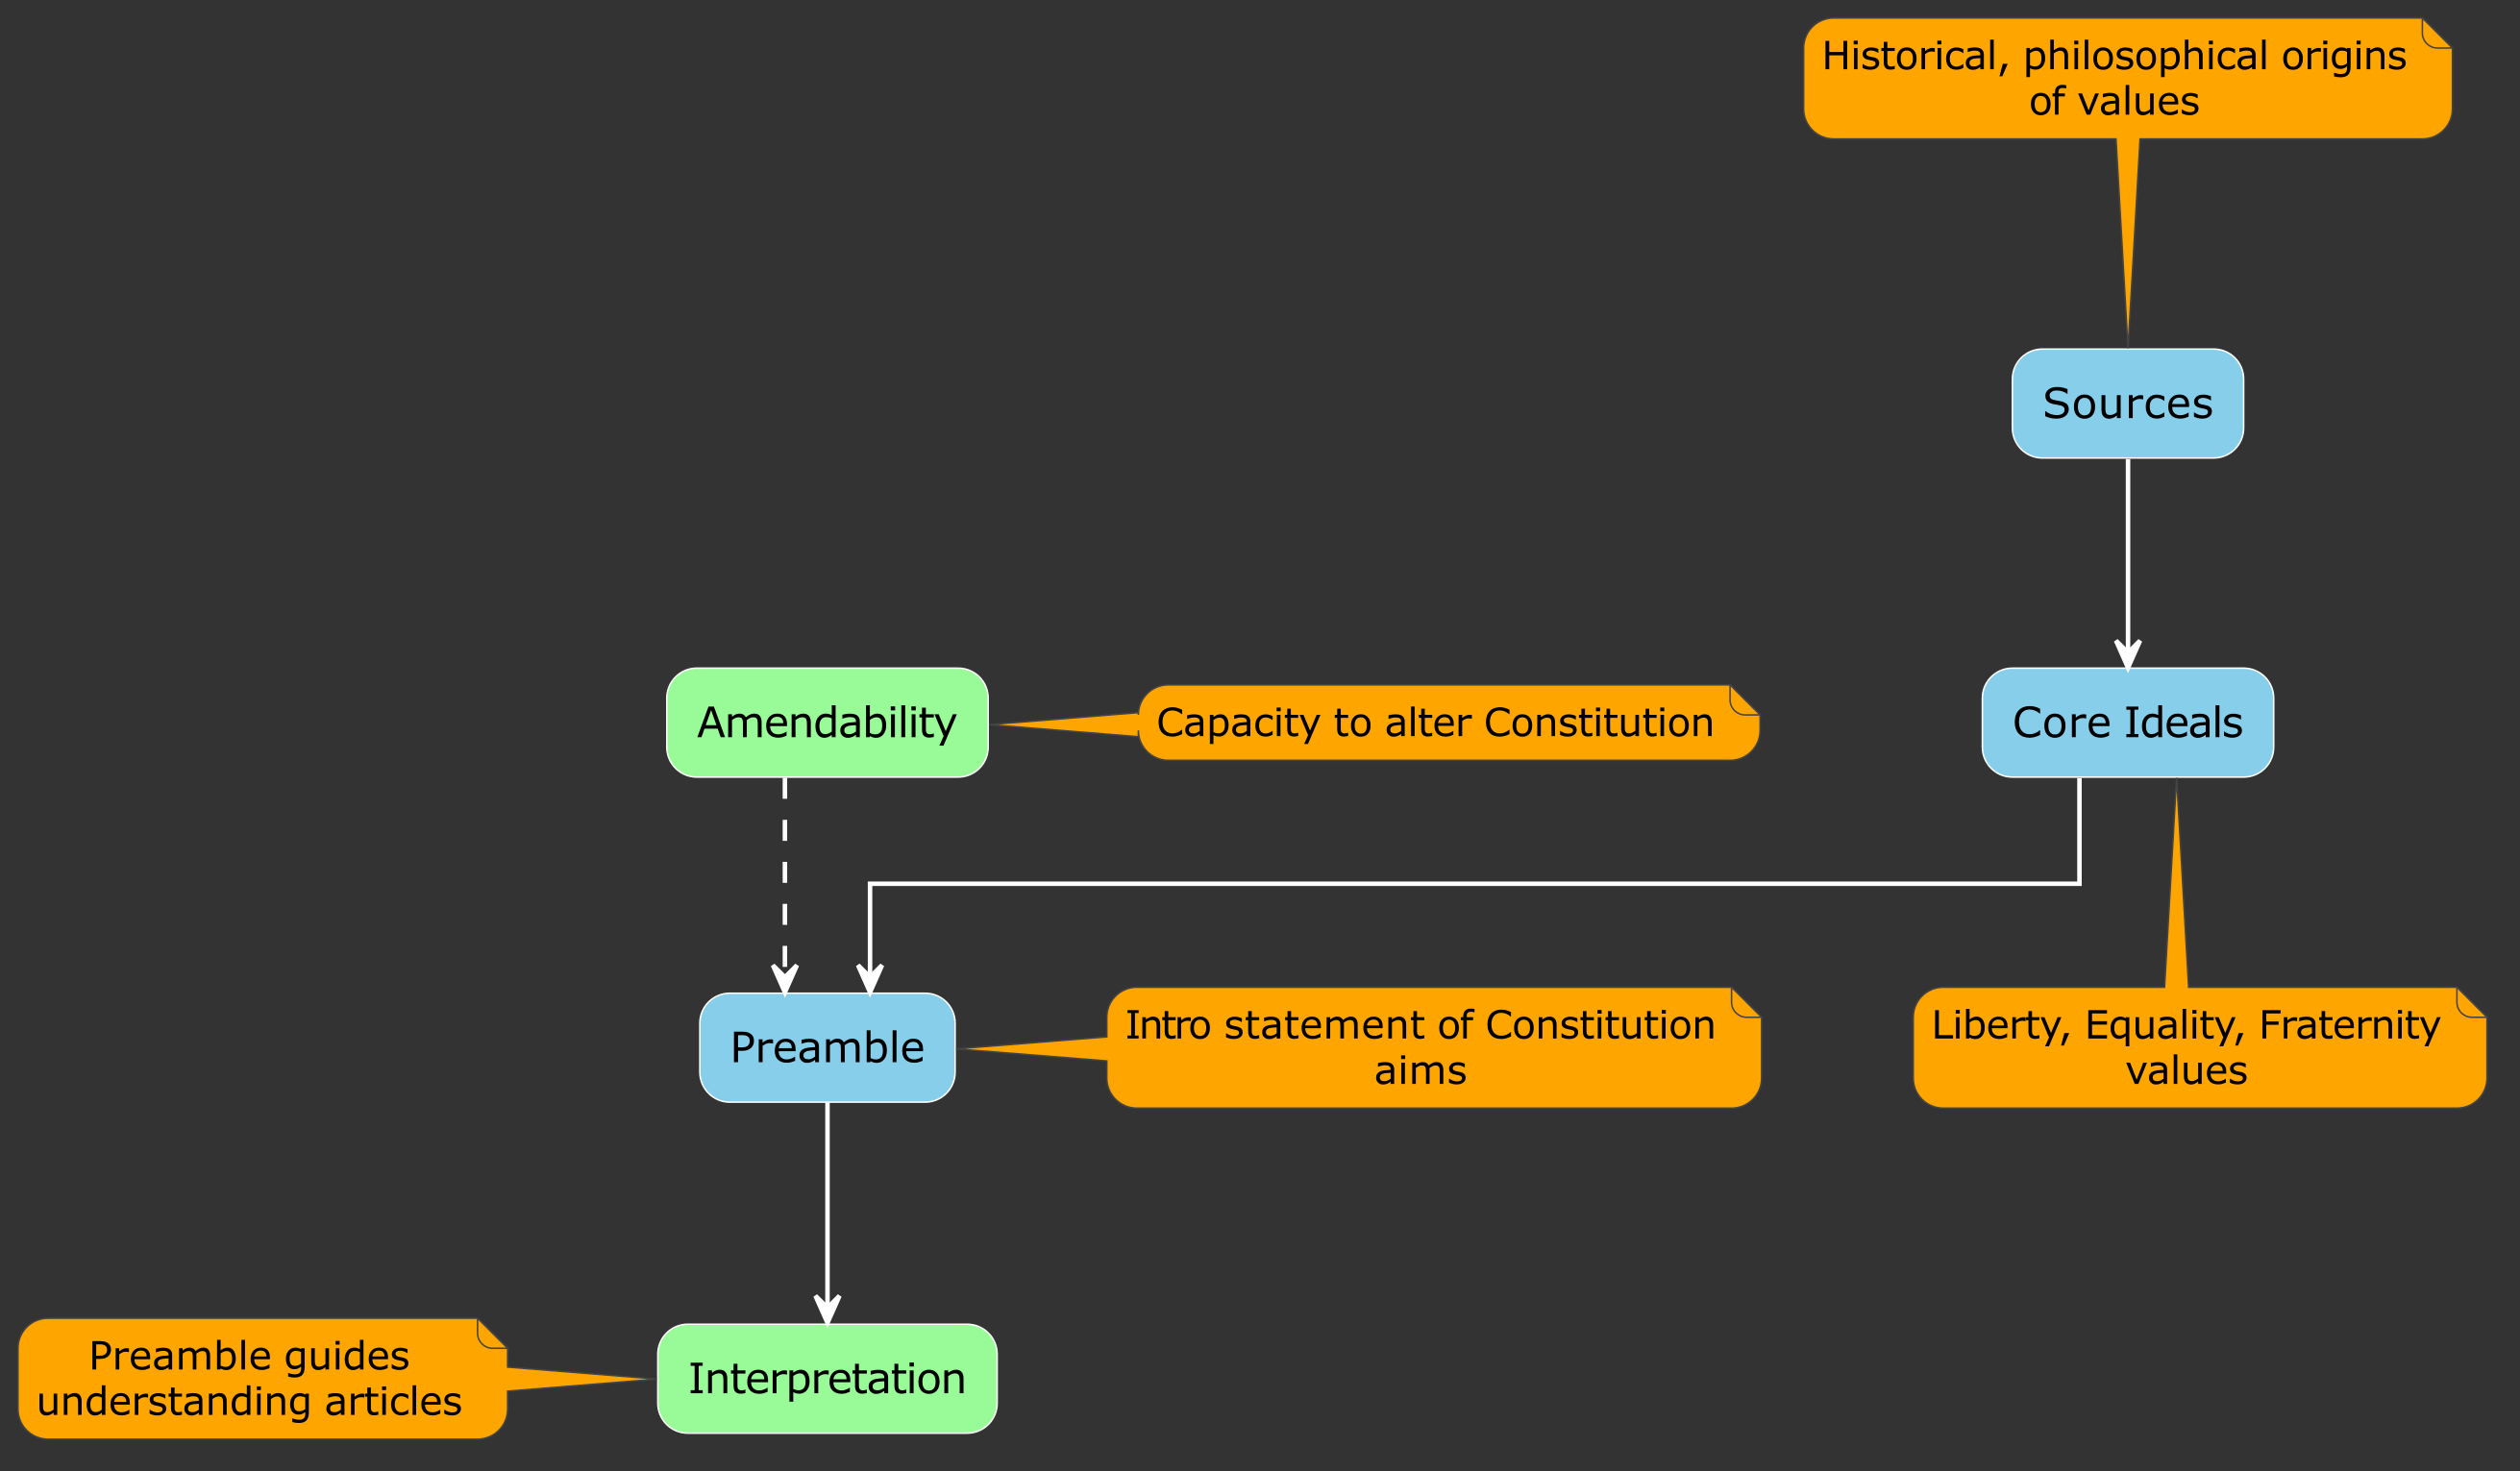 Historical, philosophical origins
of values
Sources
Amendability
Capacity to alter Constitution
Core Ideals
Preamble
Intro statement of Constitution
aims
Liberty, Equality, Fraternity
values
Preamble guides
understanding articles
Interpretation